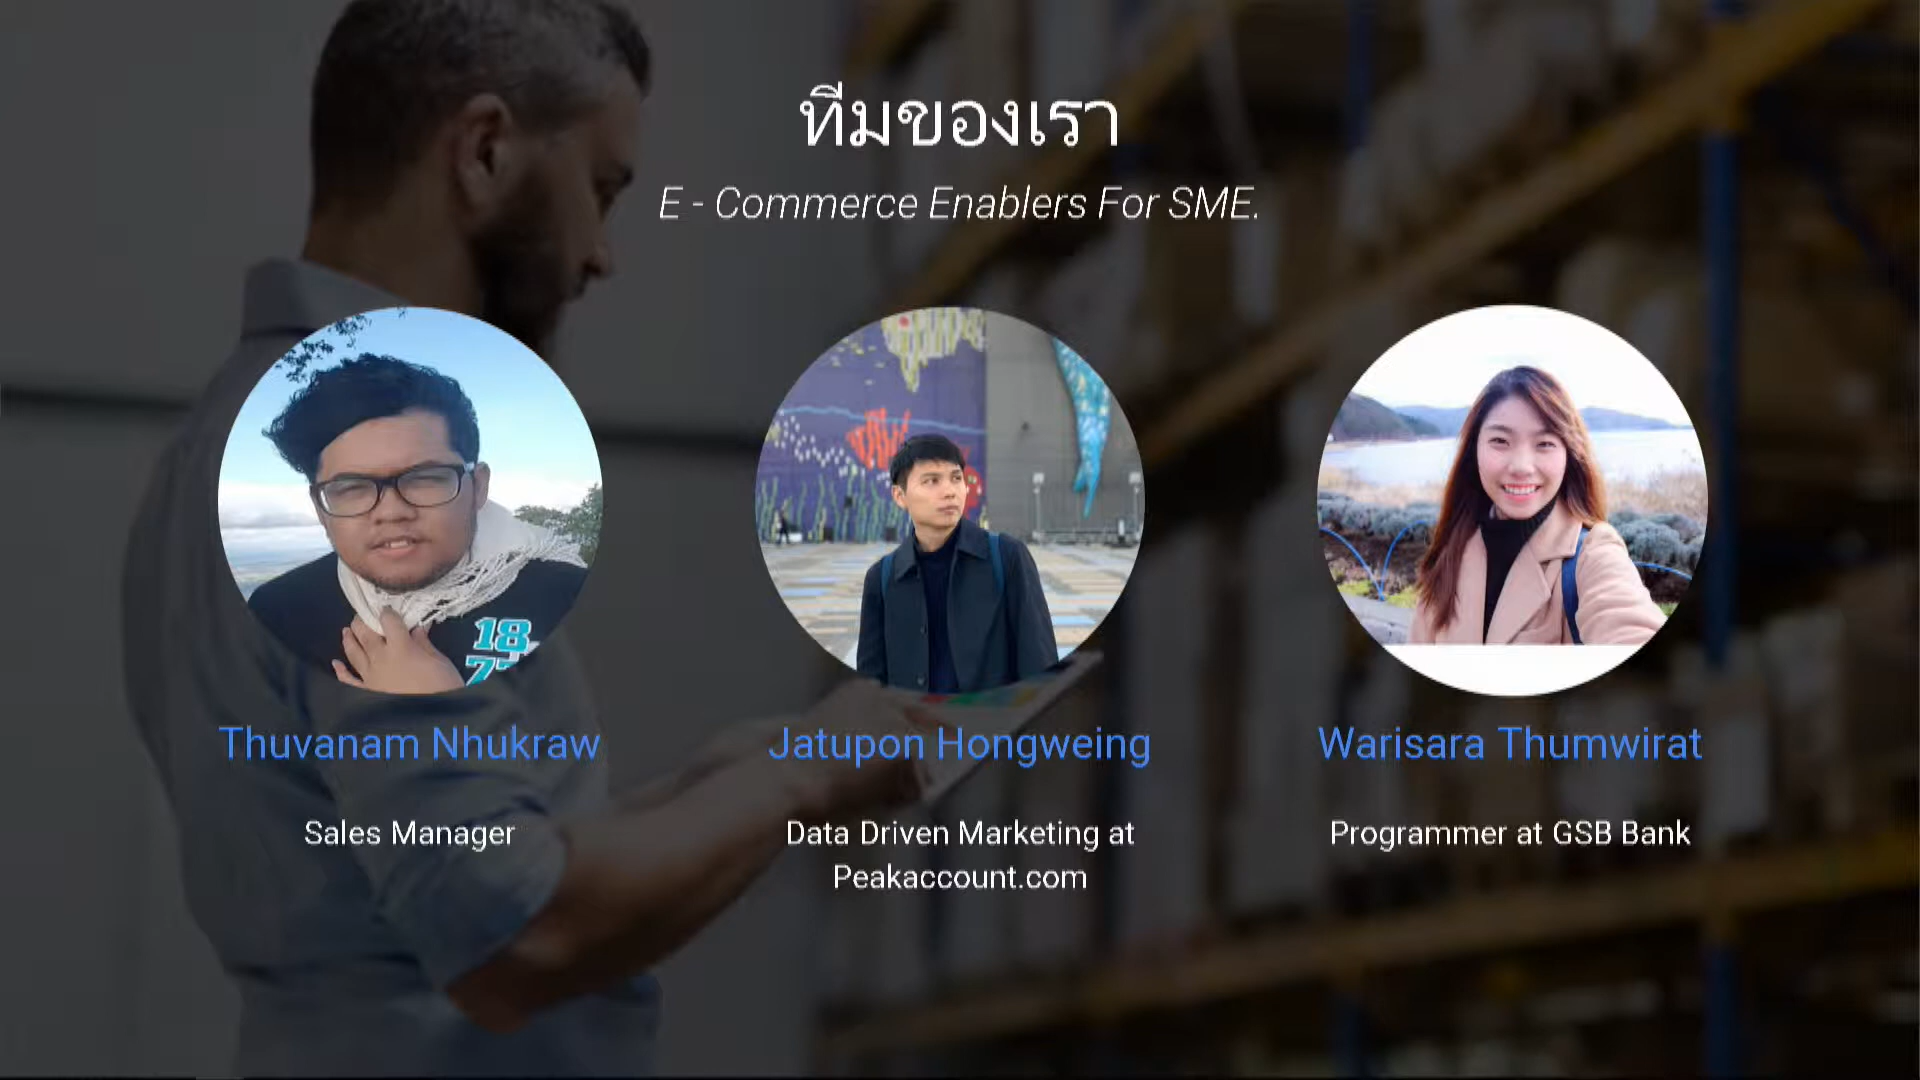 ทีมของเรา
E - Commerce Enablers For SME.
18
Thuvanam Nhukraw
Jatupon Hongweing
Warisara Thumwirat
Sales Manager
Data Driven Marketing at
Peakaccount.com
Programmer at GSB Bank